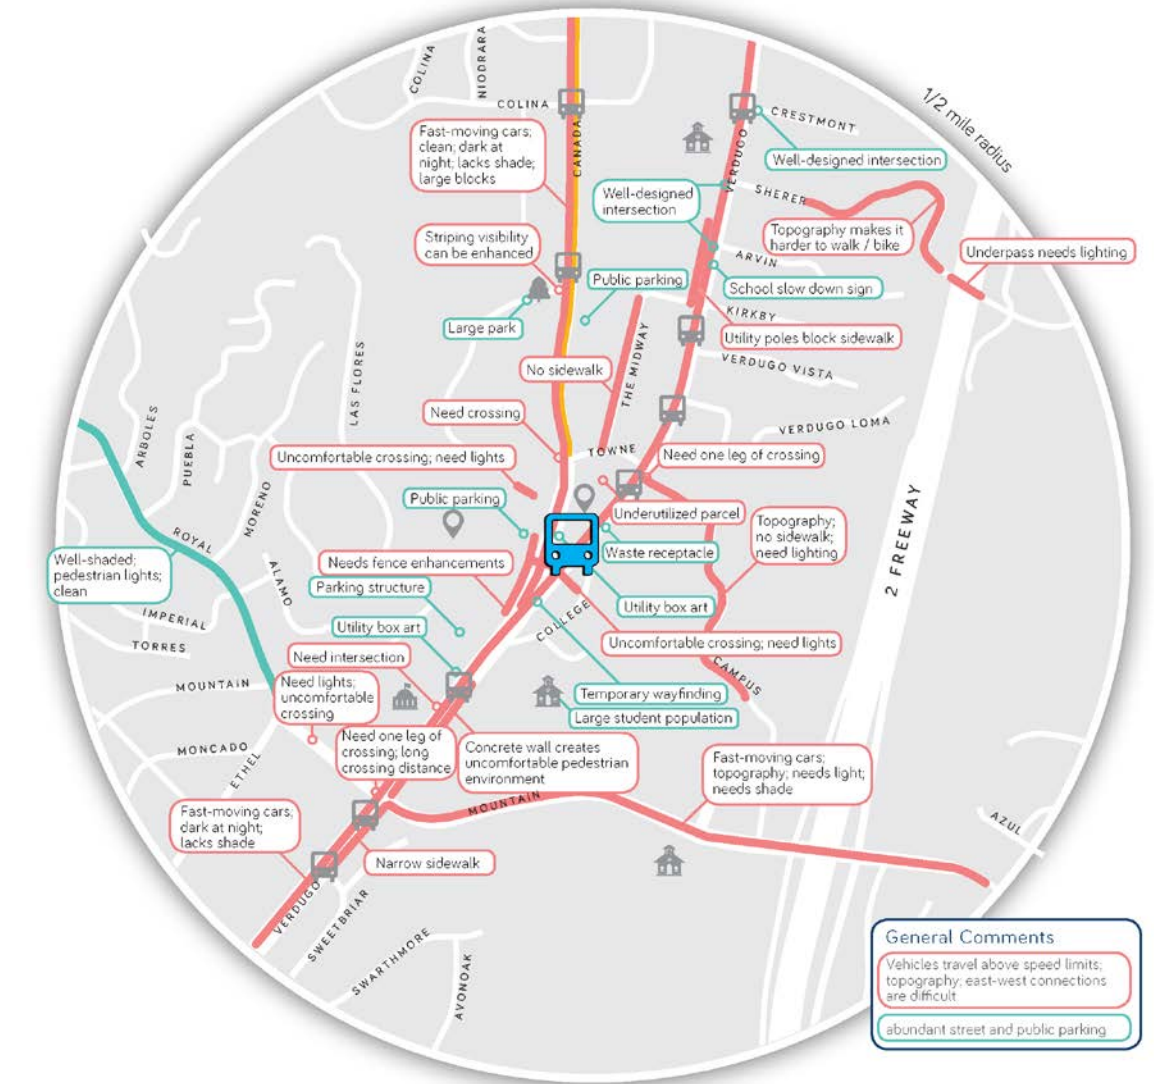 COLINA
NIODRARA
1/2 mile radius
COLINA
CANADA
CRESTMONT
VERDUGO
Fast-moving cars;
clean; dark at
night; lacks shade;
large blocks
Well-designed intersection
Well-designed
intersection
SHERER
Striping visibility
can be enhanced
Topography makes it
harder to walk / bike
Underpass needs lighting
ARVIN
Public parking
School slow down sign
Large park
KIRKBY
Utility poles block sidewalk
THE MIDWAY
VERDUGO VISTA
No sidewalk
LAS FLORES
Need crossing
VERDUGO LOMA
ARBOLES
PUEBLA
TOWNE
Need one leg of crossing
Uncomfortable crossing; need lights
MORENO
Public parking
Underutilized parcel
Topography;
no sidewalk;
need lighting
ROYAL
Waste receptacle
2 FREEWAY
Well-shaded;
pedestrian lights;
clean
Needs fence enhancements
ALAMO
Parking structure
Utility box art
IMPERIAL
COLLEGE
Utility box art
TORRES
Uncomfortable crossing; need lights
Need intersection
CAMPUS
MOUNTAIN
Need lights;
uncomfortable
crossing
Temporary wayfinding
Large student population
Need one leg of
crossing; long
crossing distance
Concrete wall creates
uncomfortable pedestrian
environment
MONCADO
ETHEL
Fast-moving cars;
topography; needs light;
needs shade
MOUNTAIN
Fast-moving cars;
dark at night;
lacks shade
AZUL
Narrow sidewalk
VERDUGO
SWEETBRIAR
SWARTHMORE
AVONOAK
General Comments
Vehicles travel above speed limits;
topography; east-west connections
are difficult
abundant street and public parking